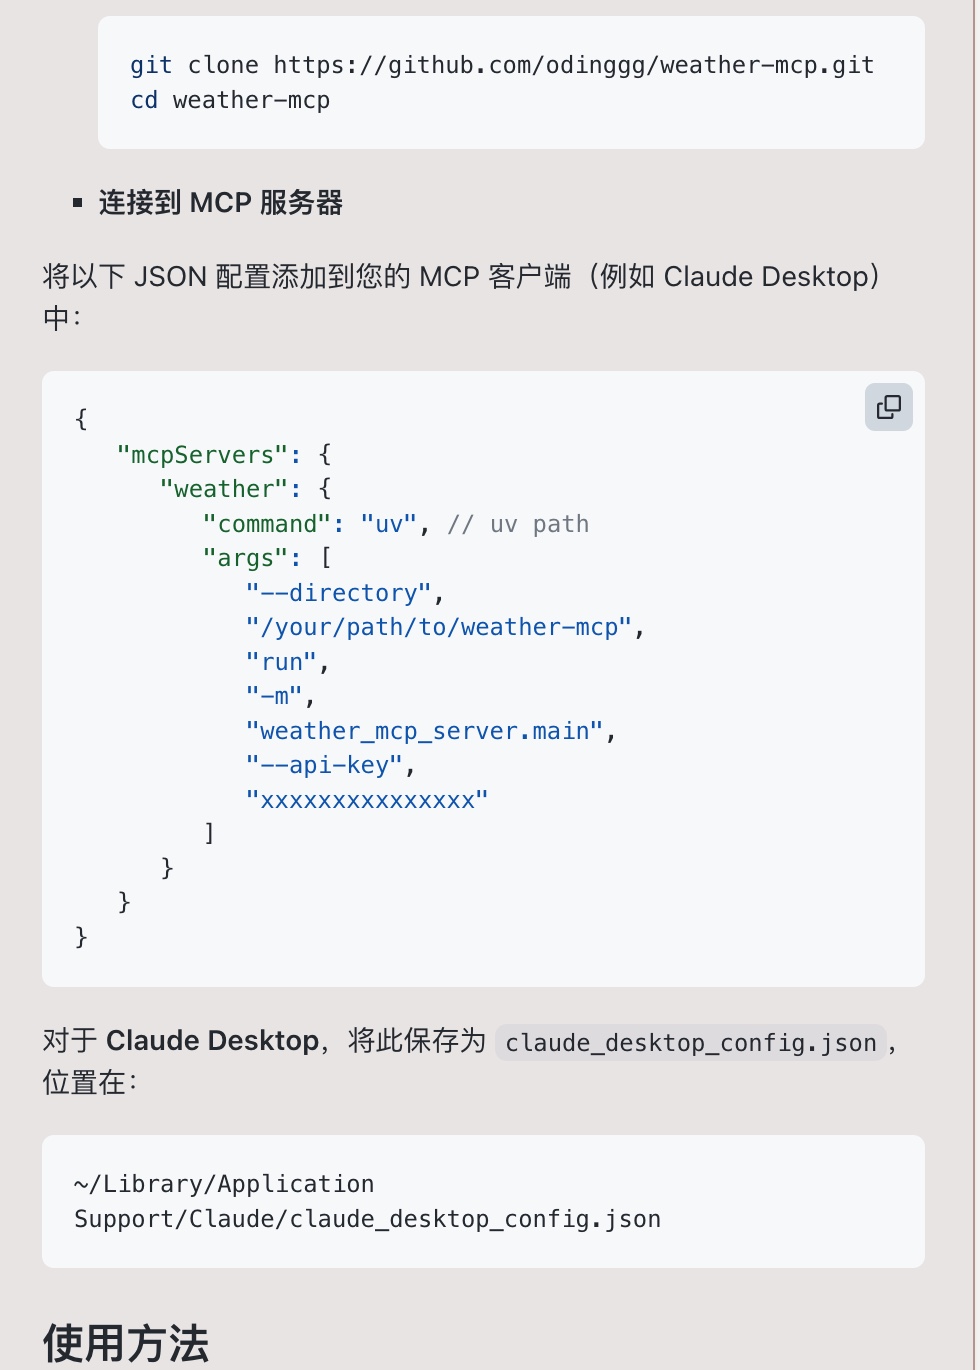 git clone https://github.com/odinggg/weather-mcp.git
cd weather-mcp
▪ 连接到 MCP 服务器
将以下 JSON 配置添加到您的 MCP 客户端（例如 Claude Desktop）
中：
{
   "mcpServers": {
      "weather": {
         "command": "uv", // uv path
         "args": [
            "--directory",
            "/your/path/to/weather-mcp",
            "run",
            "-m",
            "weather_mcp_server.main",
            "--api-key",
            "xxxxxxxxxxxxxxx"
         ]
      }
   }
}
对于 Claude Desktop，将此保存为 claude_desktop_config.json，
位置在：
~/Library/Application
Support/Claude/claude_desktop_config.json
使用方法